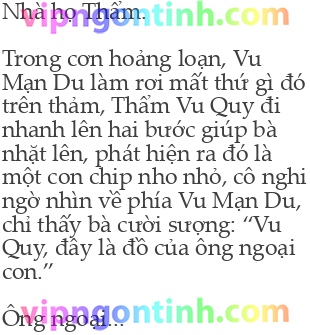 Nhà họ Thẩm.
vipngontinh.com
Trong cơn hoảng loạn, Vu
Mạn Du làm rơi mất thứ gì đó
trên thảm, Thẩm Vu Quy đi
nhanh lên hai bước giúp bà
nhặt lên, phát hiện ra đó là
một con chip nho nhỏ, cô nghi
ngờ nhìn về phía Vu Mạn Du,
chỉ thấy bà cười sượng: “Vu
Quy, đây là đồ của ông ngoại
con.”
Ông ngoại...
vipngontinh.com